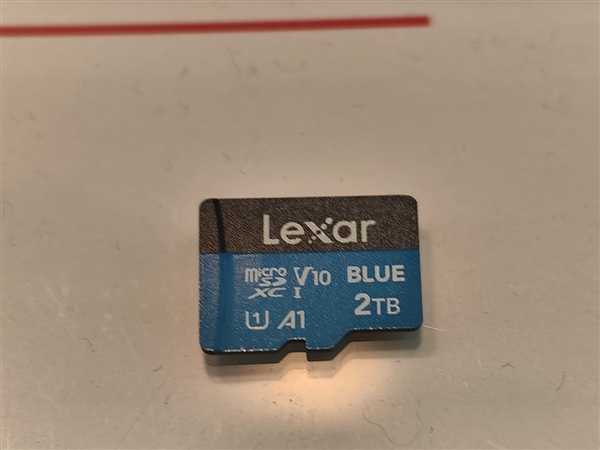 Lexar
micro SD XC I V10 BLUE
U1 A1 2TB